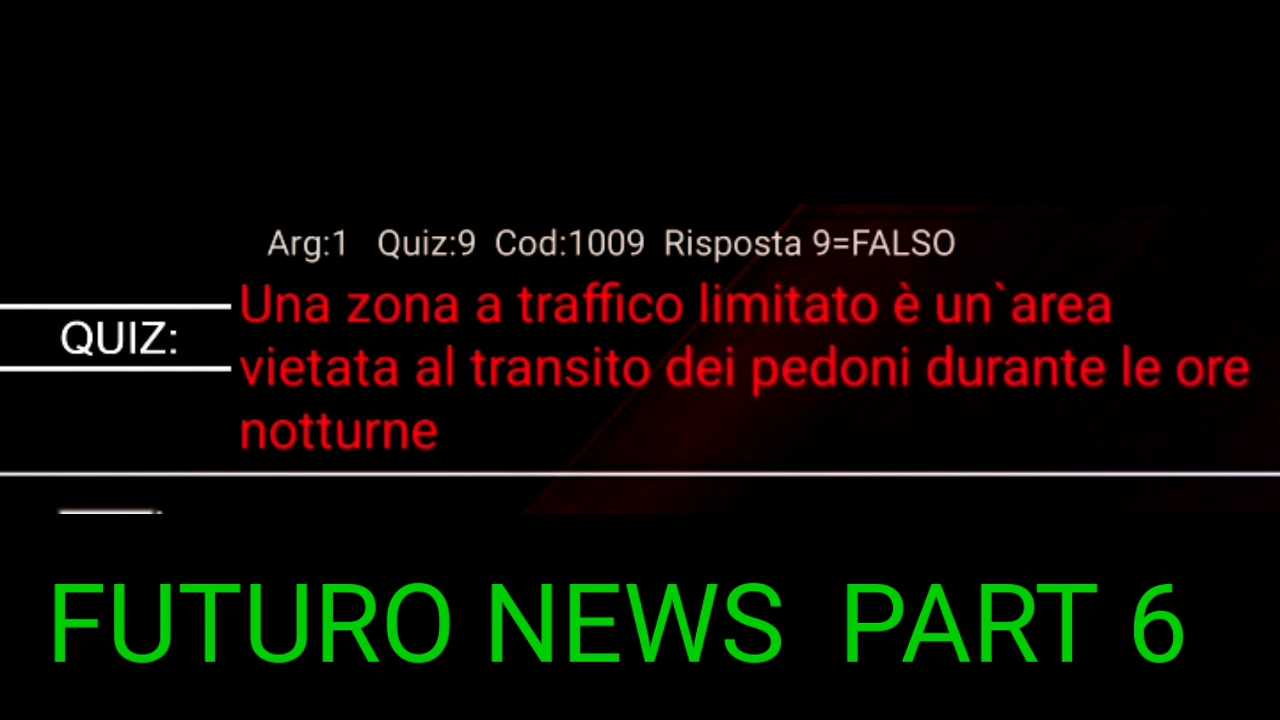 Arg:1 Quiz:9 Cod:1009 Risposta 9=FALSO
QUIZ:
Una zona a traffico limitato è un`area
vietata al transito dei pedoni durante le ore
notturne
FUTURO NEWS PART 6